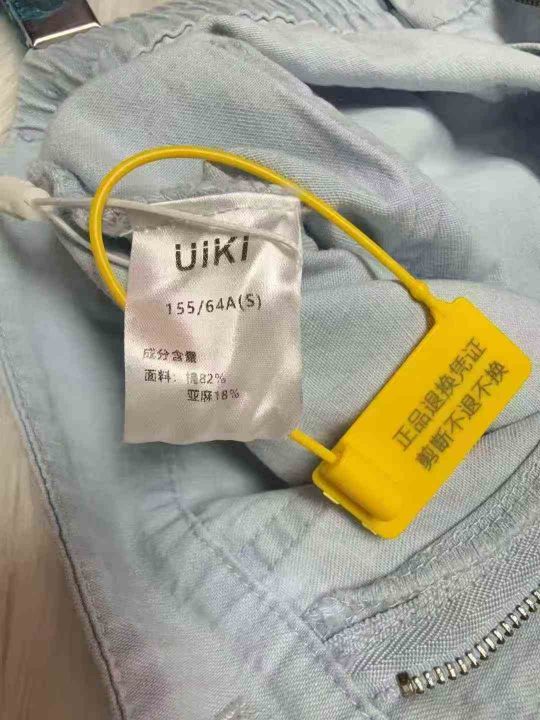 UIKI
155/64A(S)
成分含量
面料: 棉82%
亚麻18%
正品退换凭证
剪断不退不换